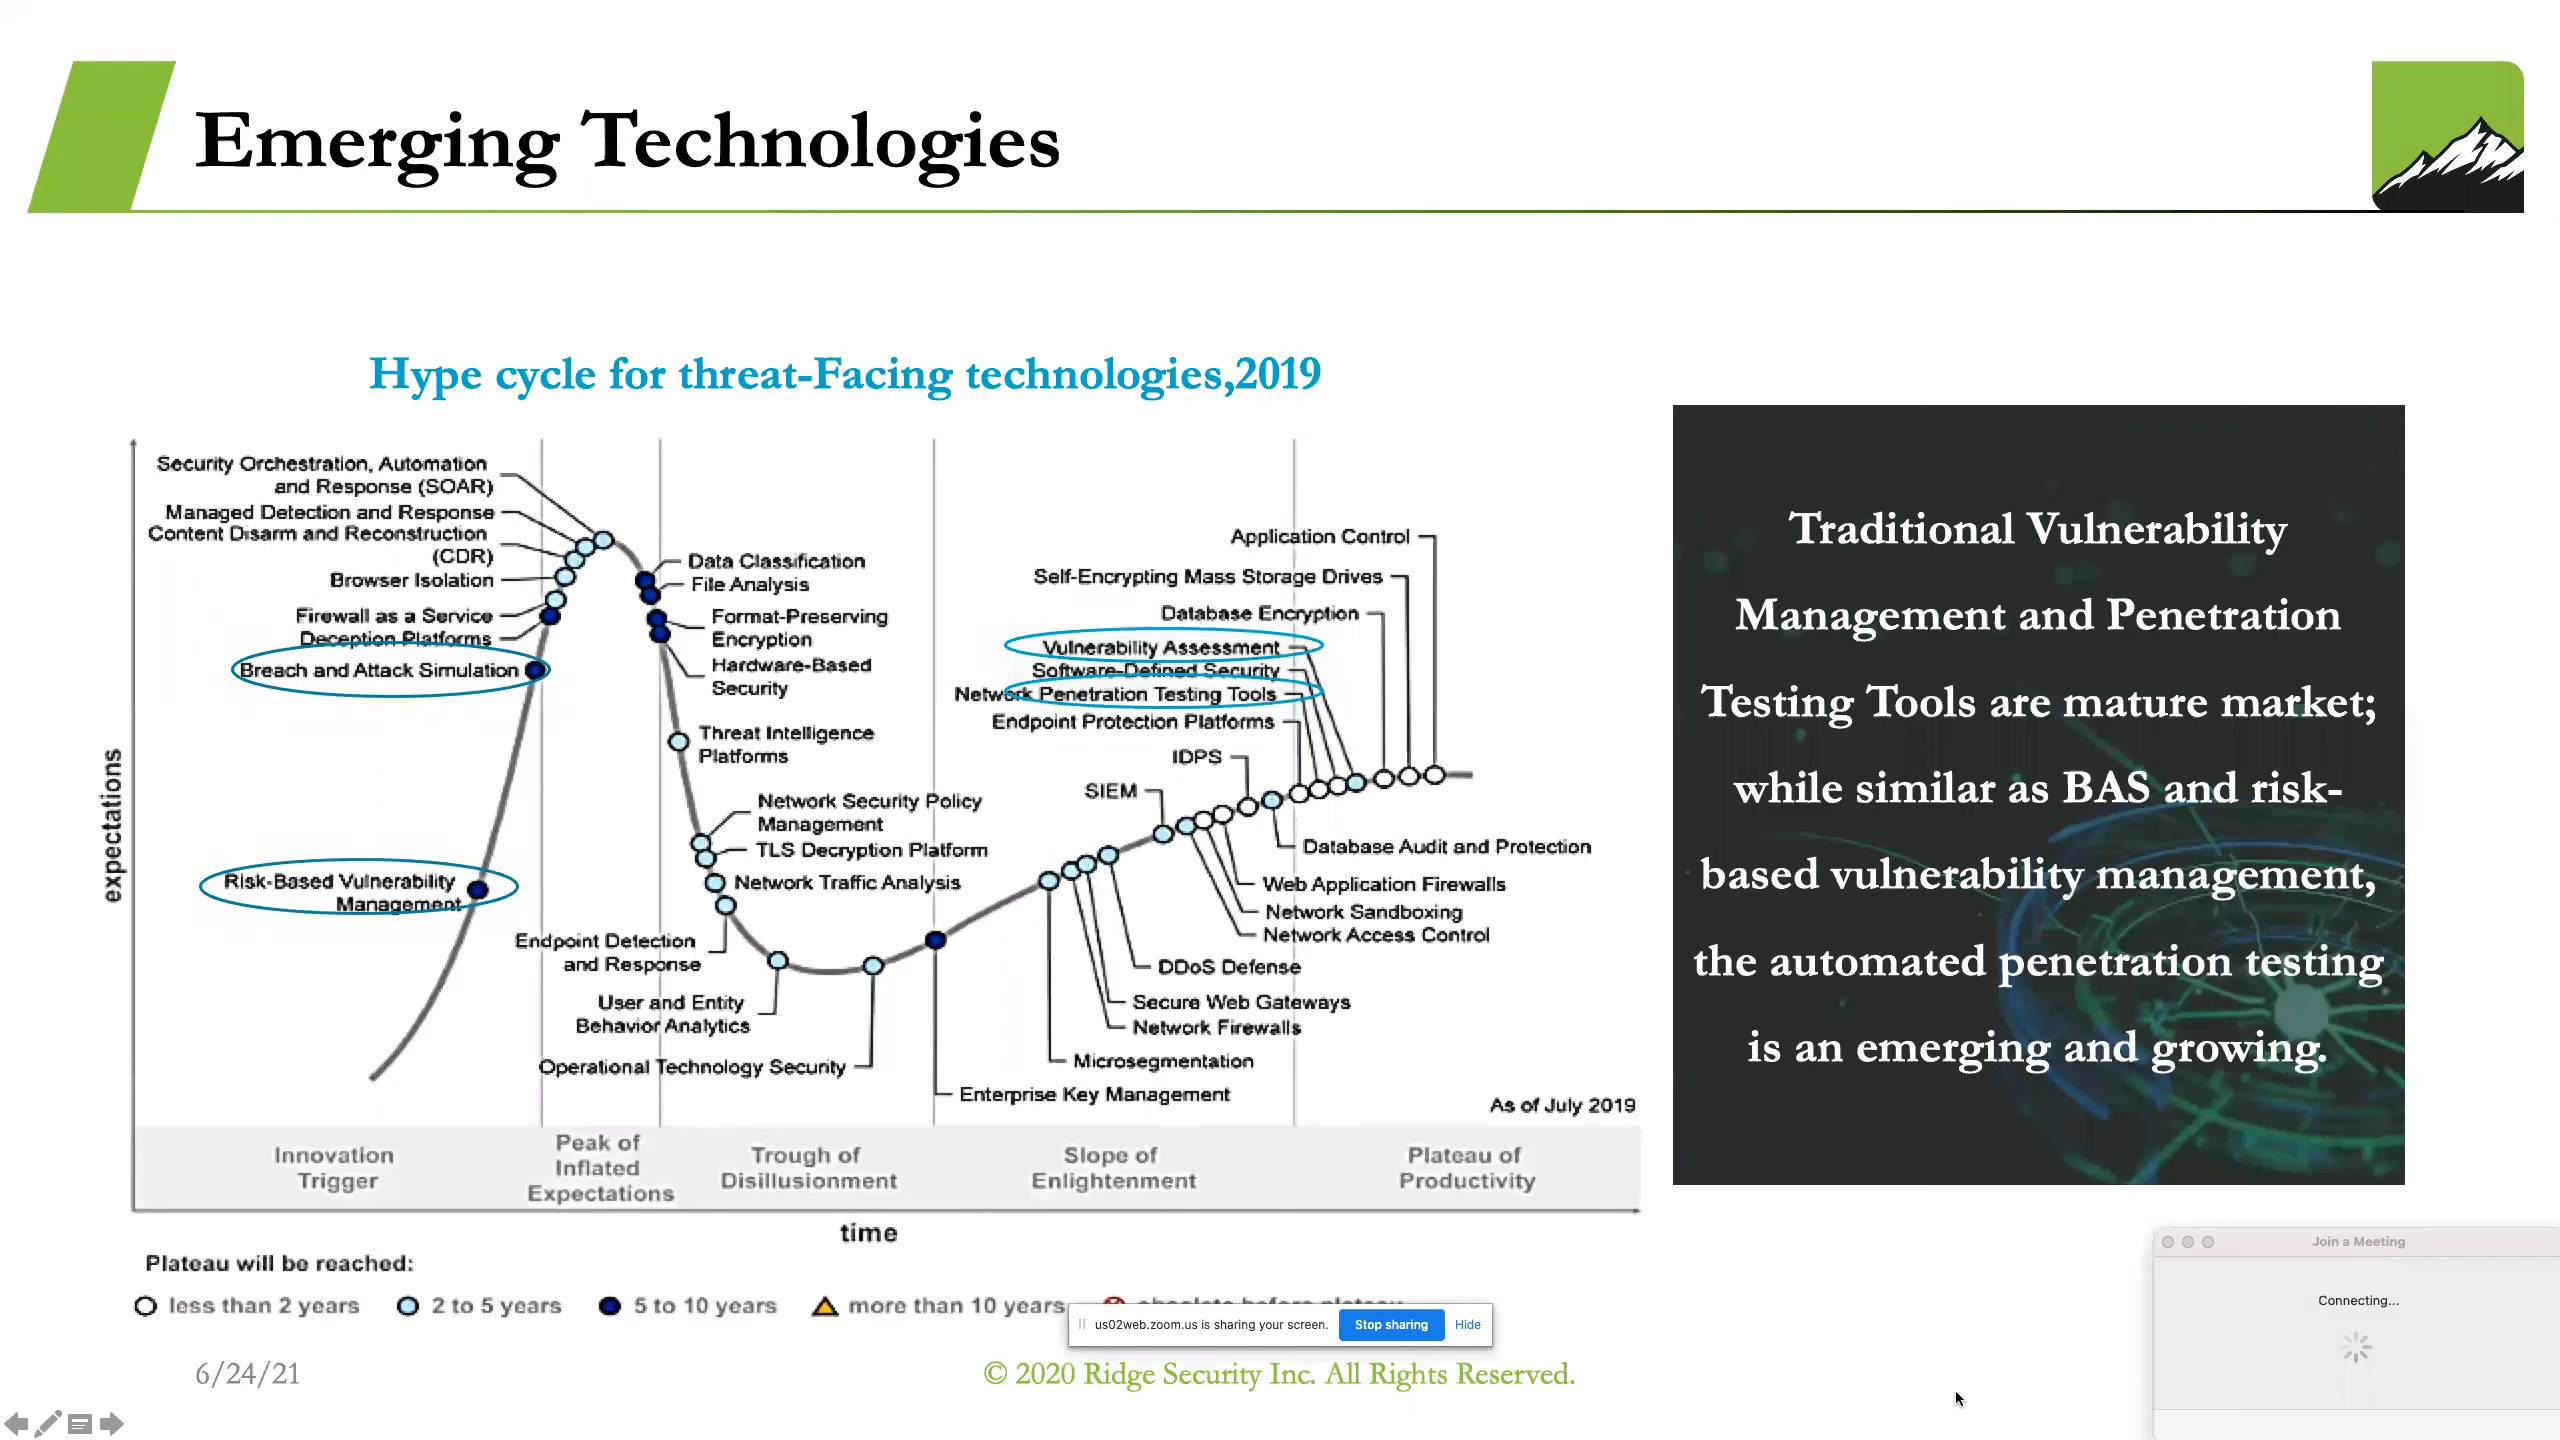 Emerging Technologies
Hype cycle for threat-Facing technologies,2019
Security Orchestration, Automation
and Response (SOAR)
Managed Detection and Response
Content Disarm and Reconstruction
(CDR)
Browser Isolation
Firewall as a Service
Deception Platforms
Breach and Attack Simulation
Risk-Based Vulnerability
Management
Data Classification
File Analysis
Format-Preserving
Encryption
Hardware-Based
Security
Threat Intelligence
Platforms
Network Security Policy
Management
TLS Decryption Platform
Network Traffic Analysis
Endpoint Detection
and Response
User and Entity
Behavior Analytics
Operational Technology Security
Enterprise Key Management
Microsegmentation
Network Firewalls
Secure Web Gateways
DDoS Defense
SIEM
Network Access Control
Network Sandboxing
Web Application Firewalls
IDPS
Database Audit and Protection
Endpoint Protection Platforms
Network Penetration Testing Tools
Software-Defined Security
Vulnerability Assessment
Database Encryption
Self-Encrypting Mass Storage Drives
Application Control
As of July 2019
expectations
Innovation
Trigger
Peak of
Inflated
Expectations
Trough of
Disillusionment
Slope of
Enlightenment
Plateau of
Productivity
time
Plateau will be reached:
less than 2 years
2 to 5 years
5 to 10 years
more than 10 years
Traditional Vulnerability
Management and Penetration
Testing Tools are mature market;
while similar as BAS and risk-
based vulnerability management,
the automated penetration testing
is an emerging and growing.
Join a Meeting
Connecting...
us02web.zoom.us is sharing your screen.
Stop sharing
Hide
6/24/21
© 2020 Ridge Security Inc. All Rights Reserved.